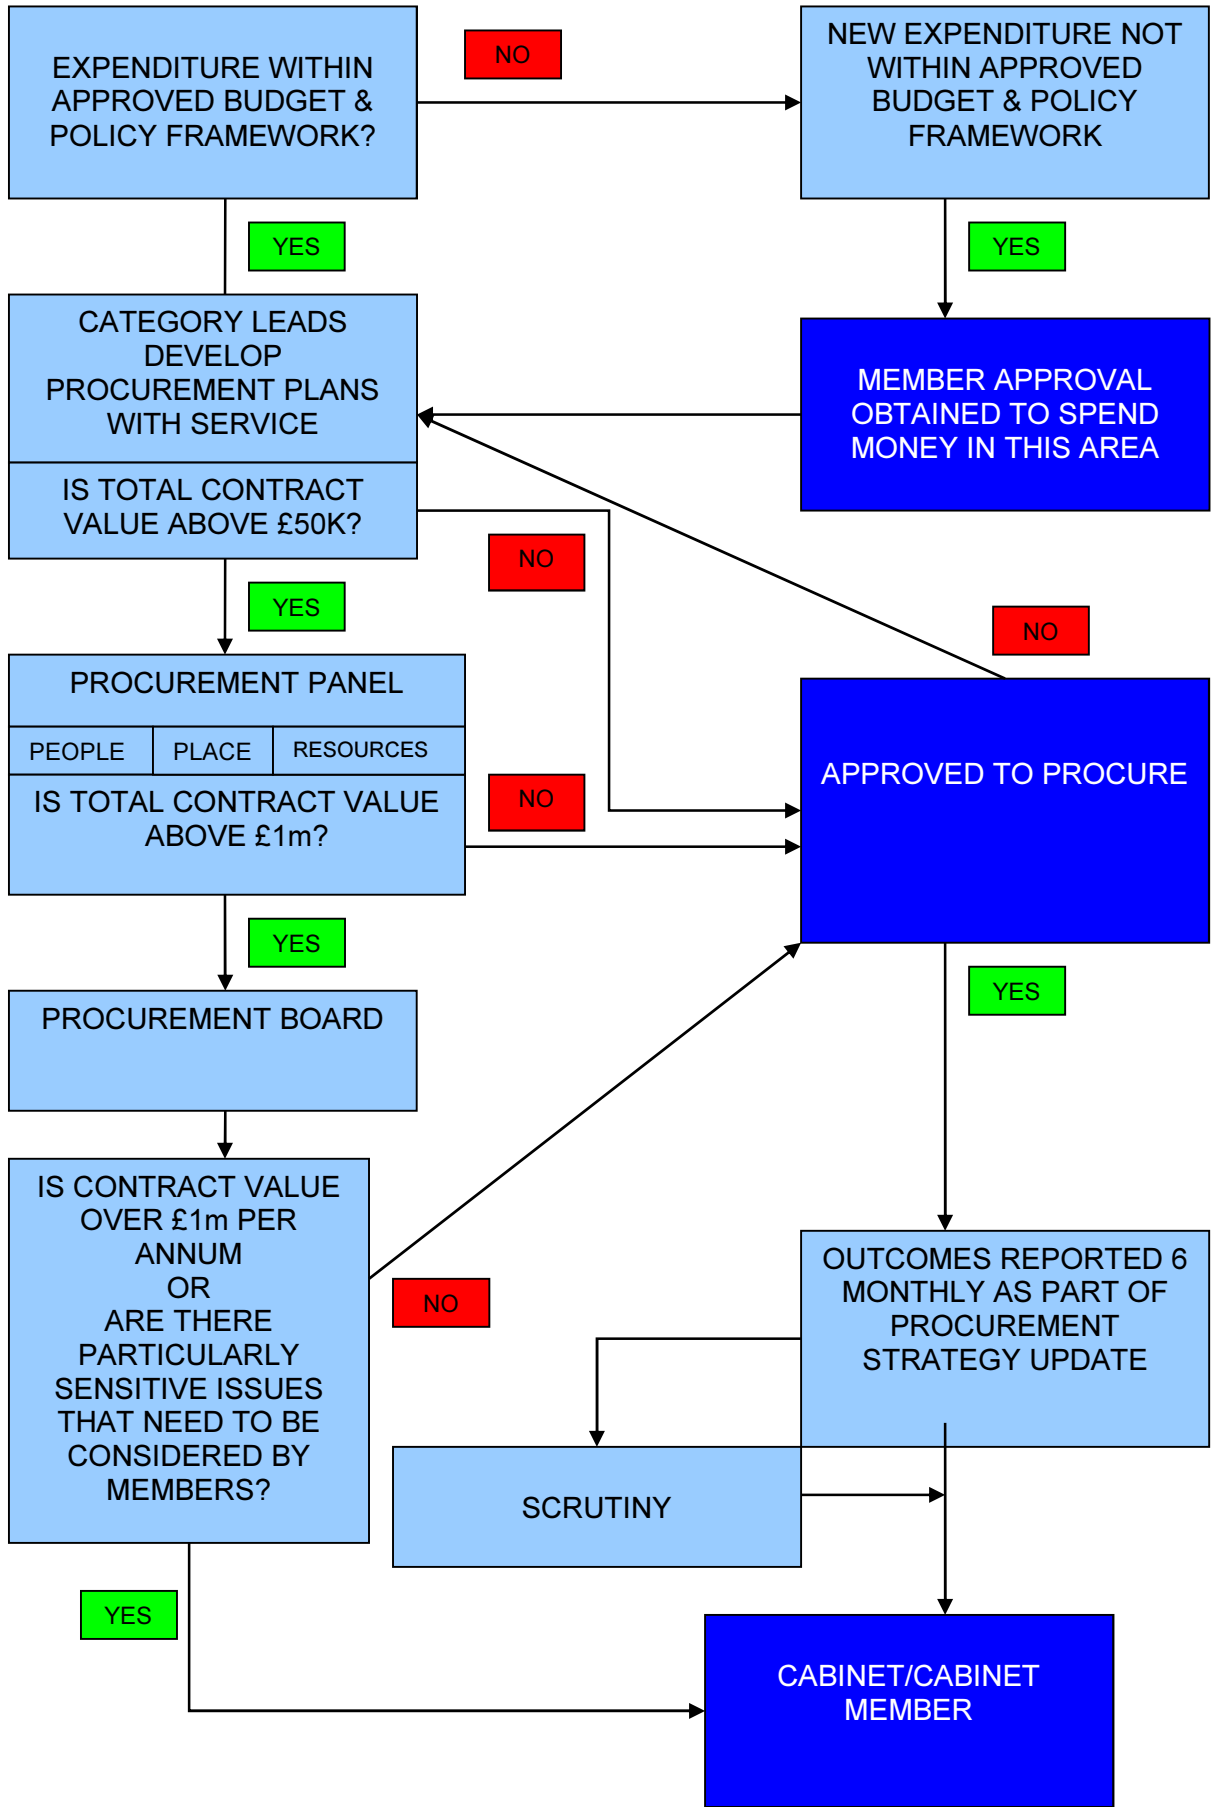 EXPENDITURE WITHIN
APPROVED BUDGET &
POLICY FRAMEWORK?
NO
NEW EXPENDITURE NOT
WITHIN APPROVED
BUDGET & POLICY
FRAMEWORK
YES
YES
CATEGORY LEADS
DEVELOP
PROCUREMENT PLANS
WITH SERVICE
MEMBER APPROVAL
OBTAINED TO SPEND
MONEY IN THIS AREA
IS TOTAL CONTRACT
VALUE ABOVE £50K?
NO
YES
NO
PROCUREMENT PANEL
PEOPLE
PLACE
RESOURCES
IS TOTAL CONTRACT VALUE
ABOVE £1m?
NO
APPROVED TO PROCURE
YES
YES
PROCUREMENT BOARD
IS CONTRACT VALUE
OVER £1m PER
ANNUM
OR
ARE THERE
PARTICULARLY
SENSITIVE ISSUES
THAT NEED TO BE
CONSIDERED BY
MEMBERS?
NO
OUTCOMES REPORTED 6
MONTHLY AS PART OF
PROCUREMENT
STRATEGY UPDATE
SCRUTINY
YES
CABINET/CABINET
MEMBER